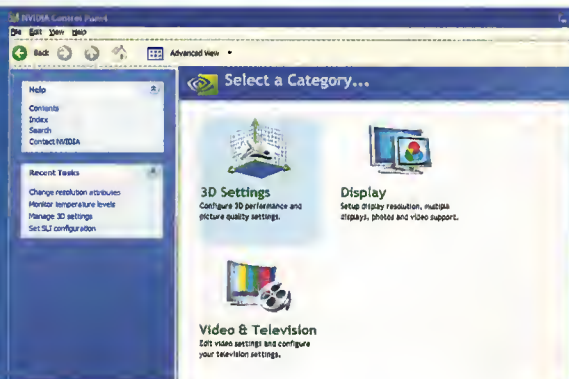 NVIDIA Control Panel
File Edit View Help
Back
Advanced View
Help
Contents
Index
Search
Contact NVIDIA
Recent Tasks
Change resolution attributes
Monitor temperature levels
Manage 3D settings
Set SLI configuration
Select a Category...
3D Settings
Configure 3D performance and
picture quality settings.
Display
Setup display resolution, multiple
displays, photos and video support.
Video & Television
Edit video settings and configure
your television settings.